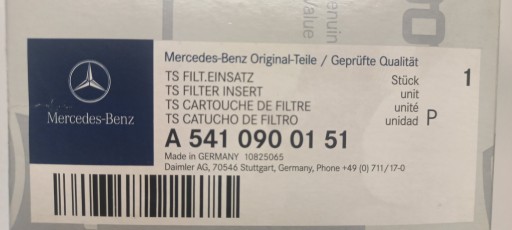 enuin
Value
Mercedes-Benz Original-Teile / Geprüfte Qualität
TS FILT.EINSATZ
TS FILTER INSERT
TS CARTOUCHE DE FILTRE
TS CATUCHO DE FILTRO
Stück
unit
unité
unidad
P
1
Mercedes-Benz
A 541 090 01 51
Made in GERMANY 10825065
Daimler AG, 70546 Stuttgart, Germany, Phone +49 (0) 711/17-0